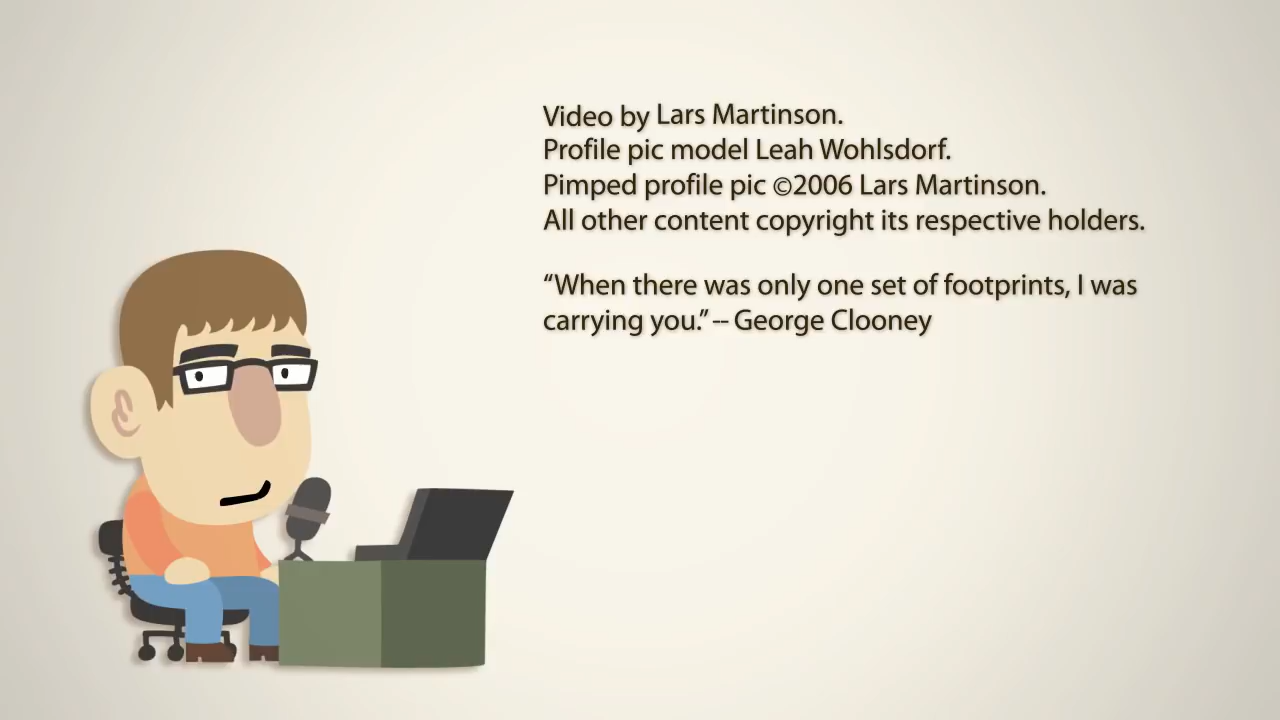 Video by Lars Martinson.
Profile pic model Leah Wohlsdorf.
Pimped profile pic ©2006 Lars Martinson.
All other content copyright its respective holders.
“When there was only one set of footprints, I was
carrying you.” -- George Clooney